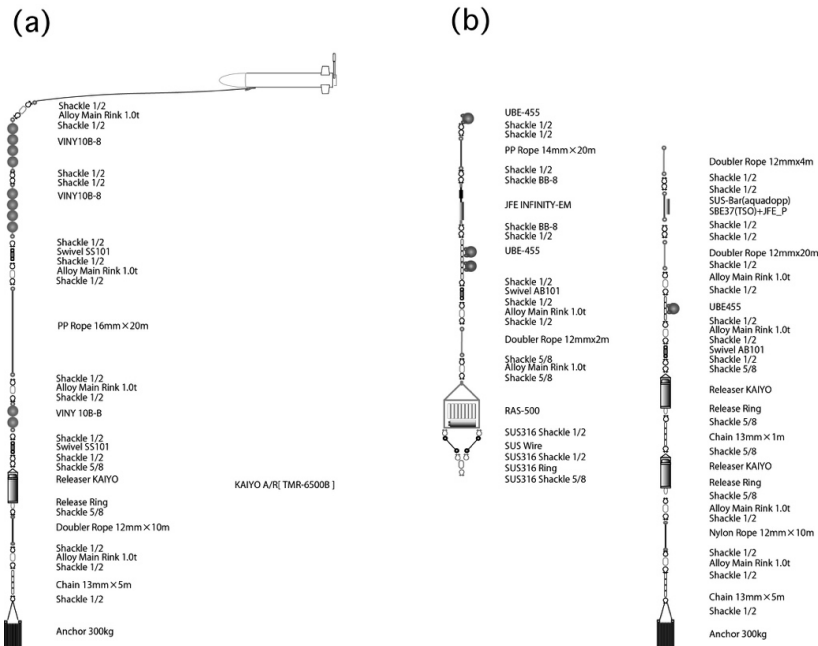 (a)
Shackle 1/2
Alloy Main Rink 1.0t
Shackle 1/2
VINY10B-8
Shackle 1/2
Shackle 1/2
VINY10B-8
Shackle 1/2
Swivel SS101
Shackle 1/2
Alloy Main Rink 1.0t
Shackle 1/2
PP Rope 16mm×20m
Shackle 1/2
Alloy Main Rink 1.0t
Shackle 1/2
VINY 10B-B
Shackle 1/2
Swivel SS101
Shackle 1/2
Shackle 5/8
Releaser KAIYO
Release Ring
Shackle 5/8
Doubler Rope 12mm×10m
Shackle 1/2
Alloy Main Rink 1.0t
Shackle 1/2
Chain 13mm×5m
Shackle 1/2
Anchor 300kg
KAIYO A/R[ TMR-6500B ]
(b)
UBE-455
Shackle 1/2
Shackle 1/2
PP Rope 14mm×20m
Shackle 1/2
Shackle BB-8
JFE INFINITY-EM
Shackle BB-8
Shackle 1/2
UBE-455
Shackle 1/2
Swivel AB101
Shackle 1/2
Alloy Main Rink 1.0t
Shackle 1/2
Doubler Rope 12mmx2m
Shackle 5/8
Alloy Main Rink 1.0t
Shackle 5/8
RAS-500
SUS316 Shackle 1/2
SUS Wire
SUS316 Shackle 1/2
SUS316 Ring
SUS316 Shackle 5/8
Doubler Rope 12mmx4m
Shackle 1/2
Shackle 1/2
SUS-Bar(aquadopp)
SBE37(TSO)+JFE_P
Shackle 1/2
Shackle 1/2
Doubler Rope 12mmx20m
Shackle 1/2
Alloy Main Rink 1.0t
Shackle 1/2
UBE455
Shackle 1/2
Alloy Main Rink 1.0t
Shackle 1/2
Swivel AB101
Shackle 1/2
Shackle 5/8
Releaser KAIYO
Release Ring
Shackle 5/8
Chain 13mm×1m
Shackle 5/8
Releaser KAIYO
Release Ring
Shackle 5/8
Alloy Main Rink 1.0t
Shackle 1/2
Nylon Rope 12mm×10m
Shackle 1/2
Alloy Main Rink 1.0t
Shackle 1/2
Chain 13mm×5m
Shackle 1/2
Anchor 300kg